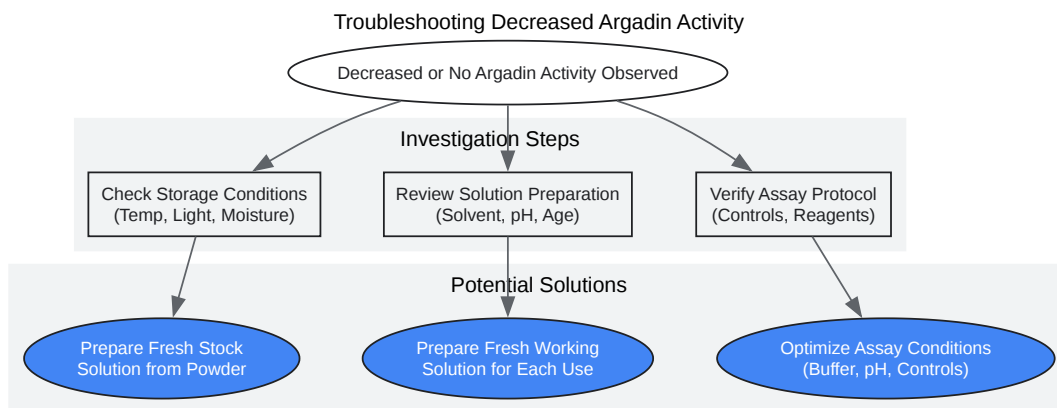 Troubleshooting Decreased Argadin Activity
Decreased or No Argadin Activity Observed
Investigation Steps
Check Storage Conditions
(Temp, Light, Moisture)
Review Solution Preparation
(Solvent, pH, Age)
Verify Assay Protocol
(Controls, Reagents)
Potential Solutions
Prepare Fresh Stock
Solution from Powder
Prepare Fresh Working
Solution for Each Use
Optimize Assay Conditions
(Buffer, pH, Controls)